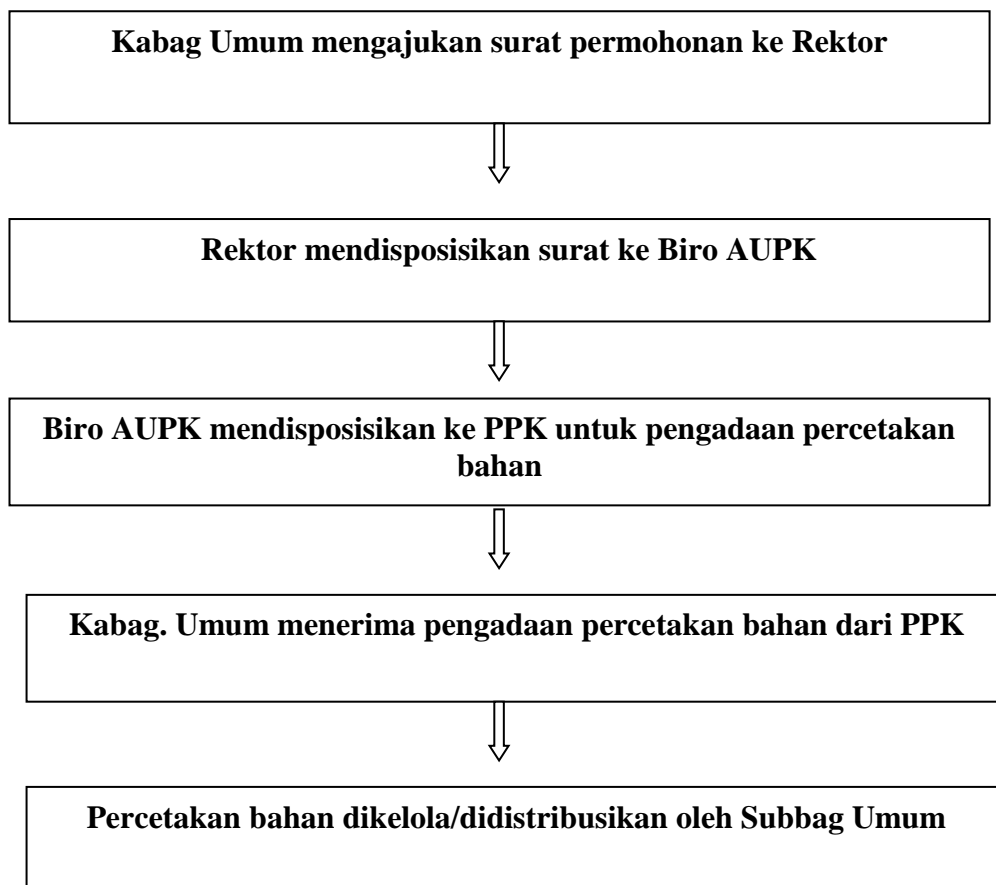 Kabag Umum mengajukan surat permohonan ke Rektor
Rektor mendisposisikan surat ke Biro AUPK
Biro AUPK mendisposisikan ke PPK untuk pengadaan percetakan
bahan
Kabag. Umum menerima pengadaan percetakan bahan dari PPK
Percetakan bahan dikelola/didistribusikan oleh Subbag Umum